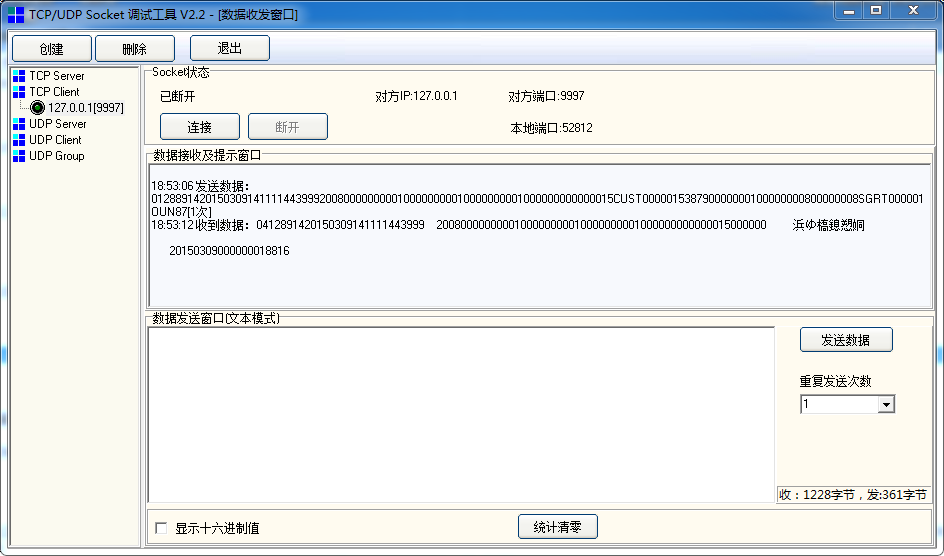 TCP/UDP Socket 调试工具 V2.2 - [数据收发窗口]
创建 删除 退出
TCP Server
TCP Client
127.0.0.1[9997]
UDP Server
UDP Client
UDP Group
Socket状态
已断开 对方IP:127.0.0.1 对方端口:9997
连接 断开 本地端口:52812
数据接收及提示窗口
18:53:06 发送数据：
0128891420150309141111443999200800000000001000000000100000000010000000000000015CUST0000015387900000001000000008000000008SGRT000001
OUN87[1次]
18:53:12 收到数据：0412891420150309141111443999 2008000000000100000000010000000001000000000000015000000 浜ゆ槗鎴愬姛
20150309000000018816
数据发送窗口(文本模式)
发送数据
重复发送次数
1
收：1228字节，发:361字节
显示十六进制值 统计清零